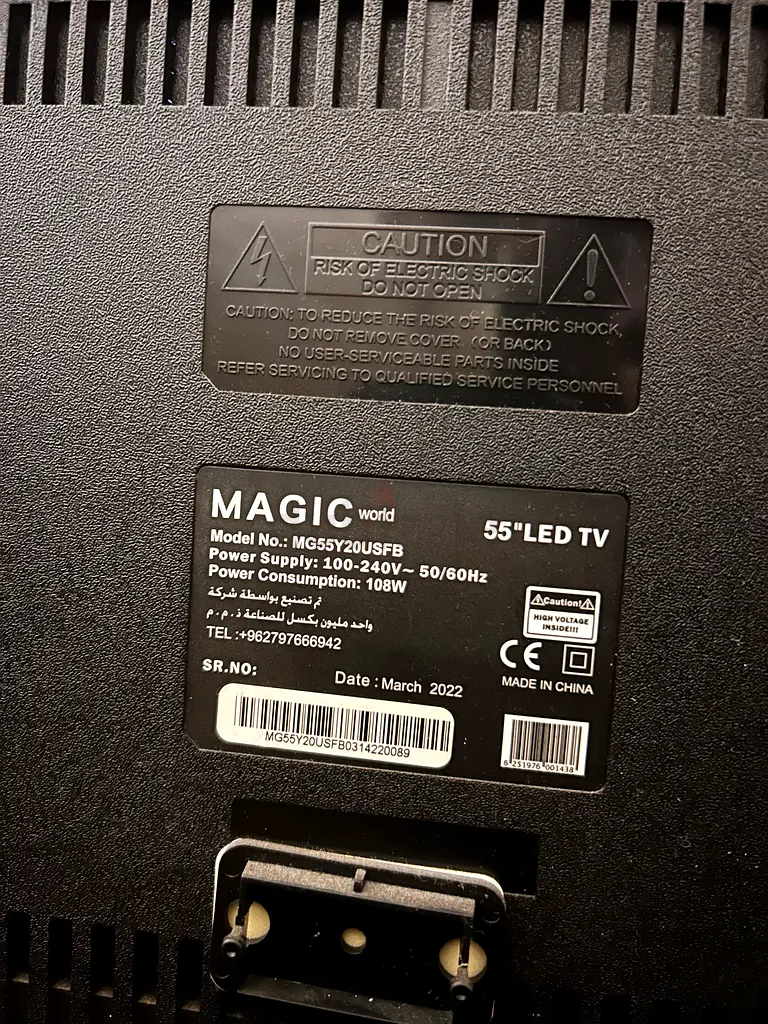 CAUTION
RISK OF ELECTRIC SHOCK
DO NOT OPEN
CAUTION: TO REDUCE THE RISK OF ELECTRIC SHOCK,
DO NOT REMOVE COVER. (OR BACK)
NO USER-SERVICEABLE PARTS INSIDE
REFER SERVICING TO QUALIFIED SERVICE PERSONNEL
MAGIC world
55"LED TV
Model No.: MG55Y20USFB
Power Supply: 100-240V~ 50/60Hz
Power Consumption: 108W
تم تصنيع بواسطة شركة
واحد مليون بكسل للصناعة ذ.م.م
TEL :+962797666942
Caution!
HIGH VOLTAGE
INSIDE!!!
CE
MADE IN CHINA
SR.NO:
Date : March 2022
MG55Y20USFB0314220089
6 251976 001438